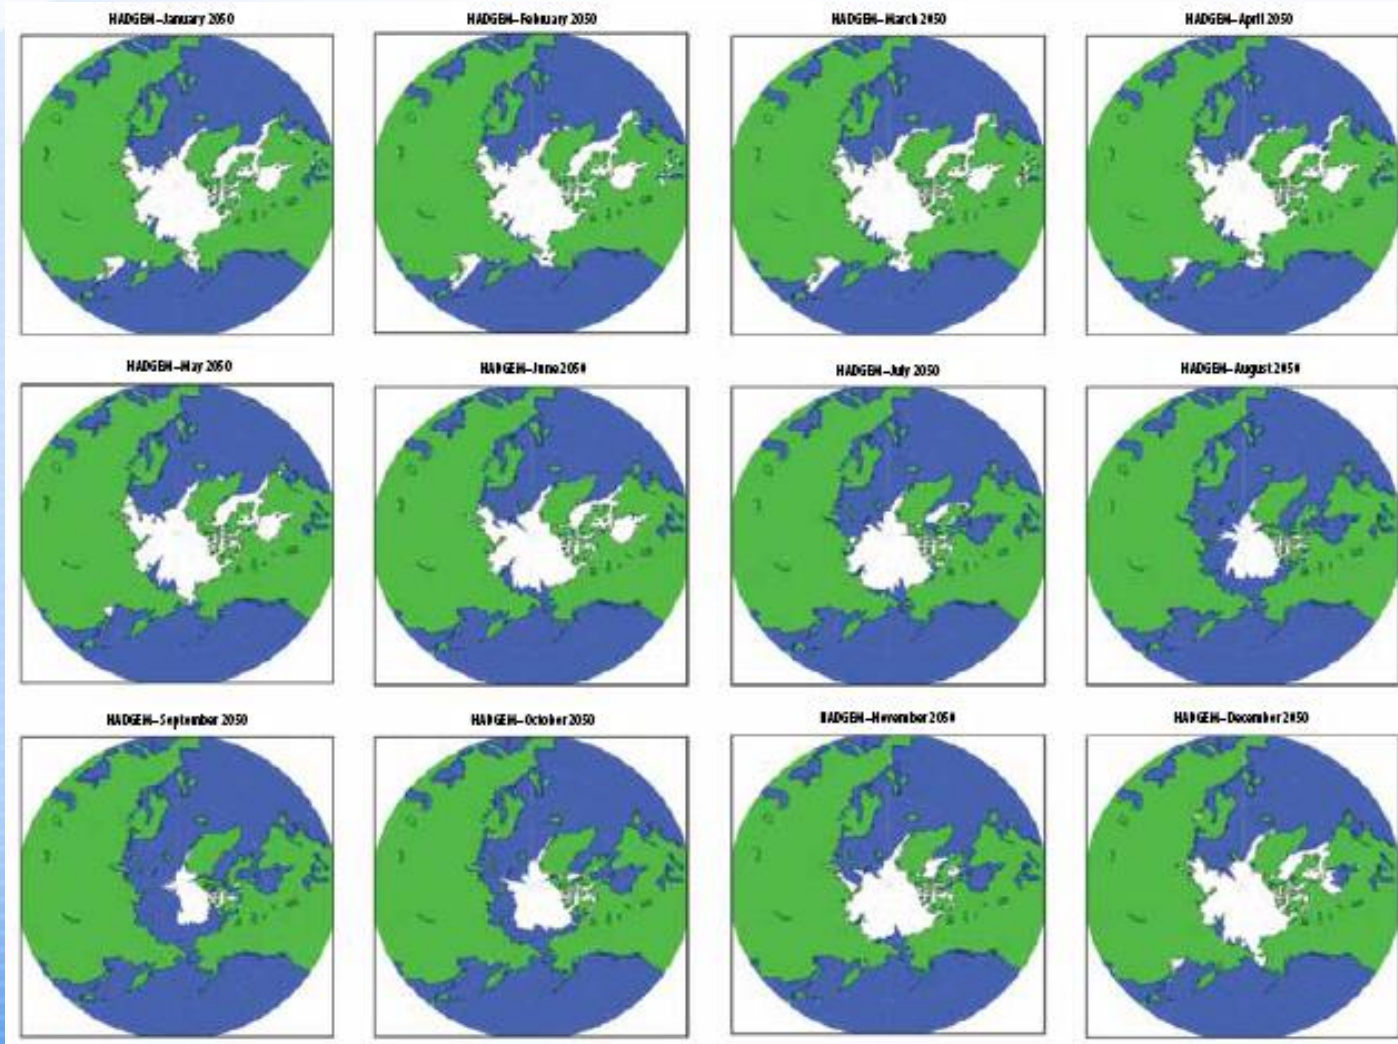 HADGEM–January 2050
HADGEM–February 2050
HADGEM–March 2050
HADGEM–April 2050
HADGEM–May 2050
HADGEM–June 2050
HADGEM–July 2050
HADGEM–August 2050
HADGEM–September 2050
HADGEM–October 2050
HADGEM–November 2050
HADGEM–December 2050